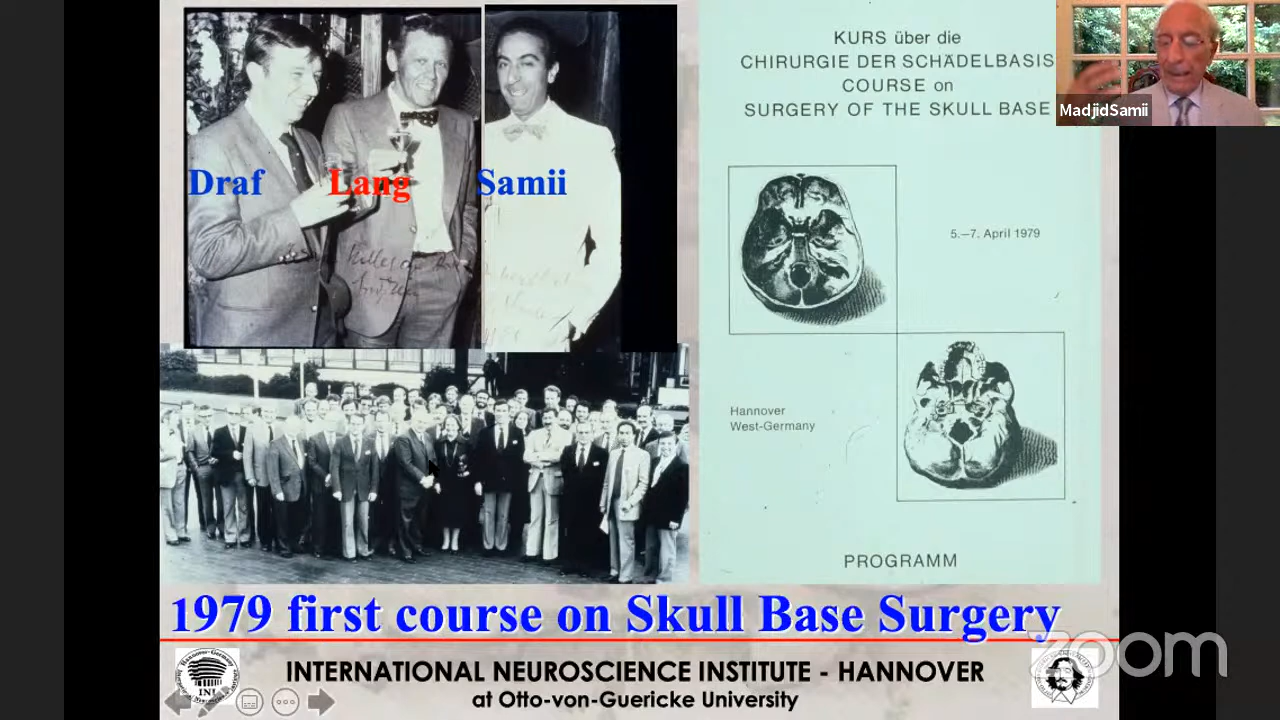 Draf Lang Samii
KURS über die
CHIRURGIE DER SCHÄDELBASIS
COURSE on
SURGERY OF THE SKULL BASE
MadjidSamii
5.–7. April 1979
Hannover
West-Germany
PROGRAMM
1979 first course on Skull Base Surgery
zoom
INTERNATIONAL NEUROSCIENCE INSTITUTE - HANNOVER
at Otto-von-Guericke University
INI